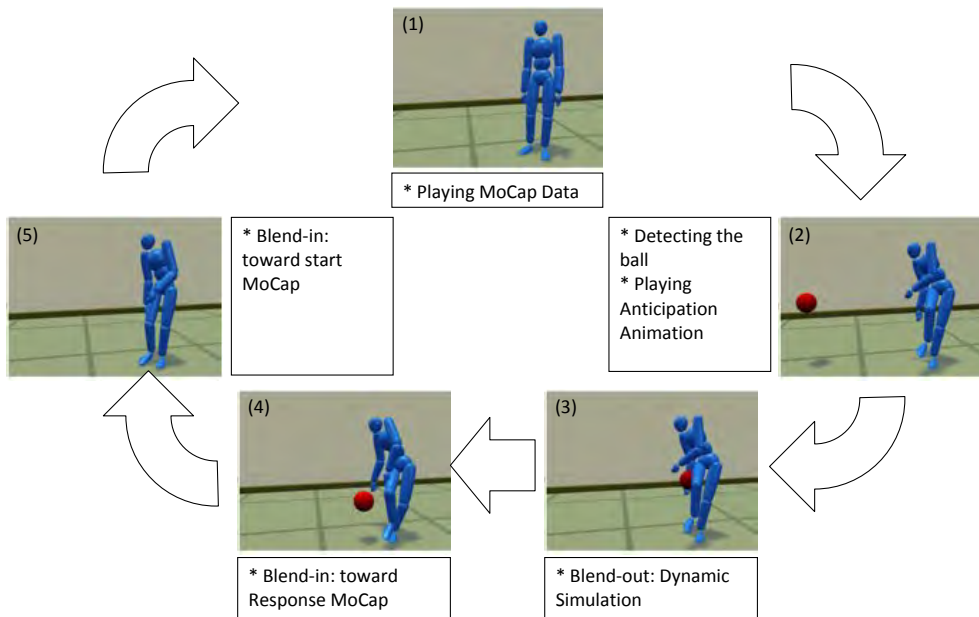 (1)
* Playing MoCap Data
(2)
* Detecting the
ball
* Playing
Anticipation
Animation
(3)
* Blend-out: Dynamic
Simulation
(4)
* Blend-in: toward
Response MoCap
(5)
* Blend-in:
toward start
MoCap